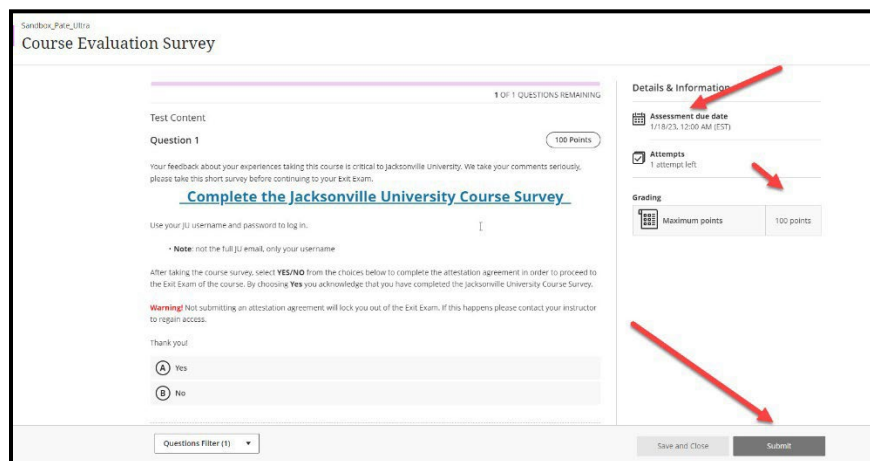 Sandbox_Pate_Ultra
Course Evaluation Survey
1 OF 1 QUESTIONS REMAINING
Test Content
Question 1
100 Points
Your feedback about your experiences taking this course is critical to Jacksonville University. We take your comments seriously,
please take this short survey before continuing to your Exit Exam.
Complete the Jacksonville University Course Survey
Use your JU username and password to log in.
• Note: not the full JU email, only your username
After taking the course survey, select YES/NO from the choices below to complete the attestation agreement in order to proceed to
the Exit Exam of the course. By choosing Yes you acknowledge that you have completed the Jacksonville University Course Survey.
Warning! Not submitting an attestation agreement will lock you out of the Exit Exam. If this happens please contact your instructor
to regain access.
Thank you!
A Yes
B No
Details & Information
Assessment due date
1/18/23, 12:00 AM (EST)
Attempts
1 attempt left
Grading
Maximum points 100 points
Questions Filter (1)
Save and Close
Submit